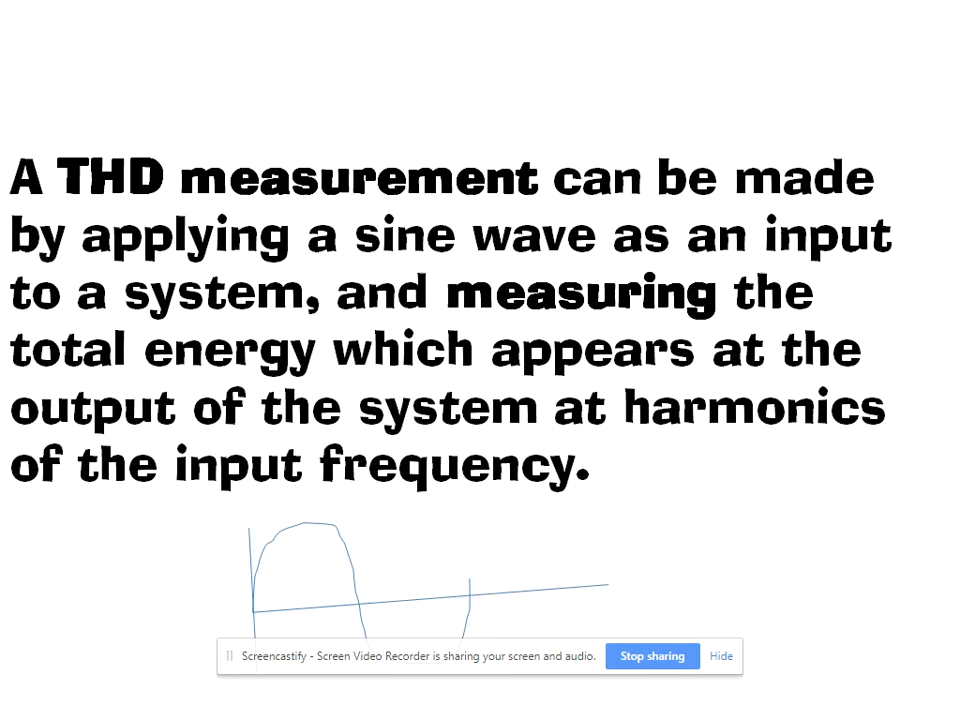 A THD measurement can be made
by applying a sine wave as an input
to a system, and measuring the
total energy which appears at the
output of the system at harmonics
of the input frequency.
Screencastify - Screen Video Recorder is sharing your screen and audio. Stop sharing Hide